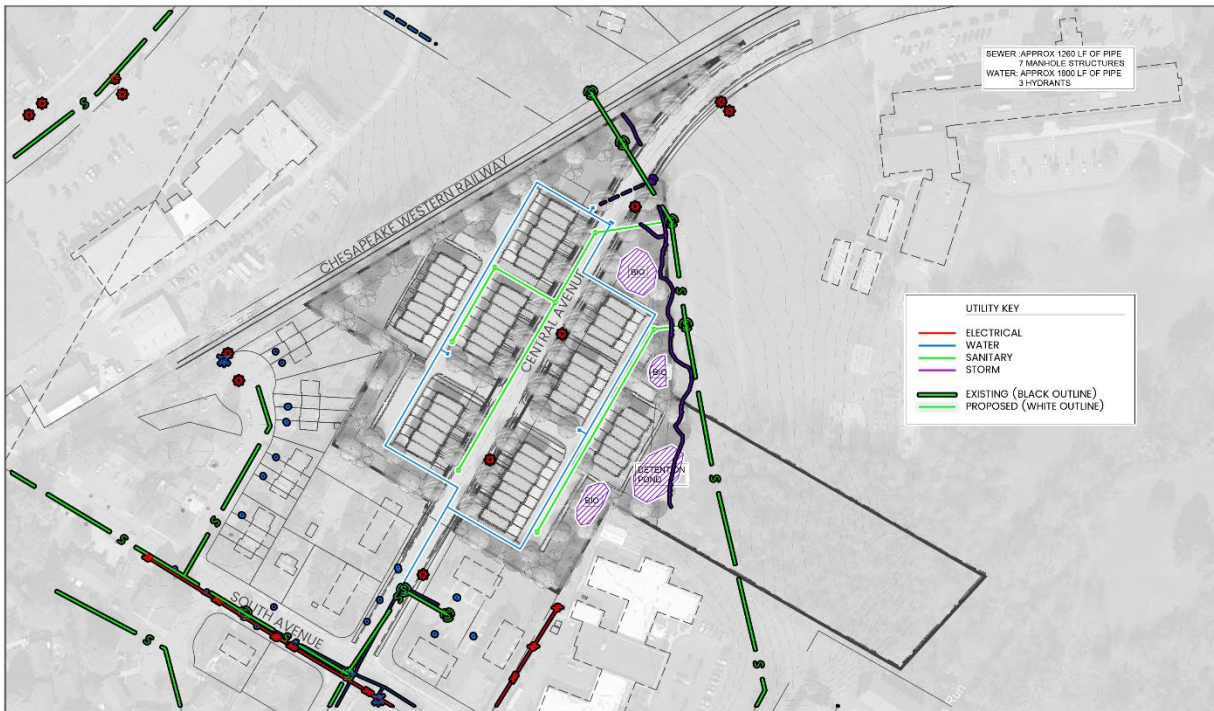 SEWER :APPROX 1260 LF OF PIPE
7 MANHOLE STRUCTURES
WATER: APPROX 1800 LF OF PIPE
3 HYDRANTS
CHESAPEAKE WESTERN RAILWAY
CENTRAL AVENUE
BIO
BIO
DETENTION
POND
BIO
UTILITY KEY
ELECTRICAL
WATER
SANITARY
STORM
EXISTING (BLACK OUTLINE)
PROPOSED (WHITE OUTLINE)
S
S
S
S
S
S
S
S
S
SOUTH AVENUE
Run